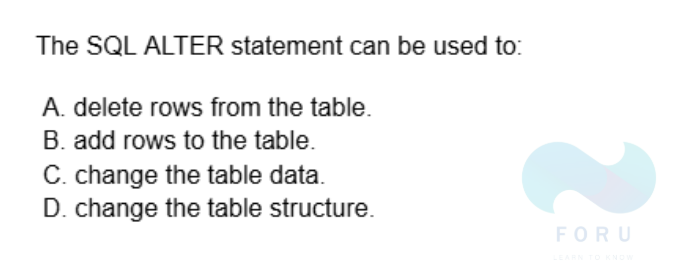 The SQL ALTER statement can be used to:
A. delete rows from the table.
B. add rows to the table.
C. change the table data.
D. change the table structure.
FORU